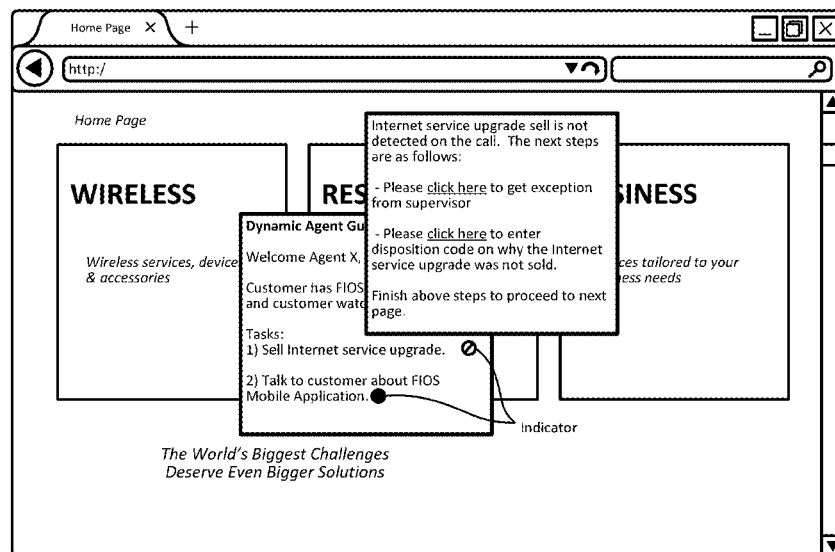 Home Page
http:/
Home Page
WIRELESS
Wireless services, device
& accessories
RES
INESS
ces tailored to your
ness needs
Dynamic Agent Gu
Welcome Agent X,
Customer has FIOS
and customer watc
Tasks:
1) Sell Internet service upgrade.
2) Talk to customer about FIOS
Mobile Application.
Internet service upgrade sell is not
detected on the call. The next steps
are as follows:
- Please click here to get exception
from supervisor
- Please click here to enter
disposition code on why the Internet
service upgrade was not sold.
Finish above steps to proceed to next
page.
Indicator
The World's Biggest Challenges
Deserve Even Bigger Solutions